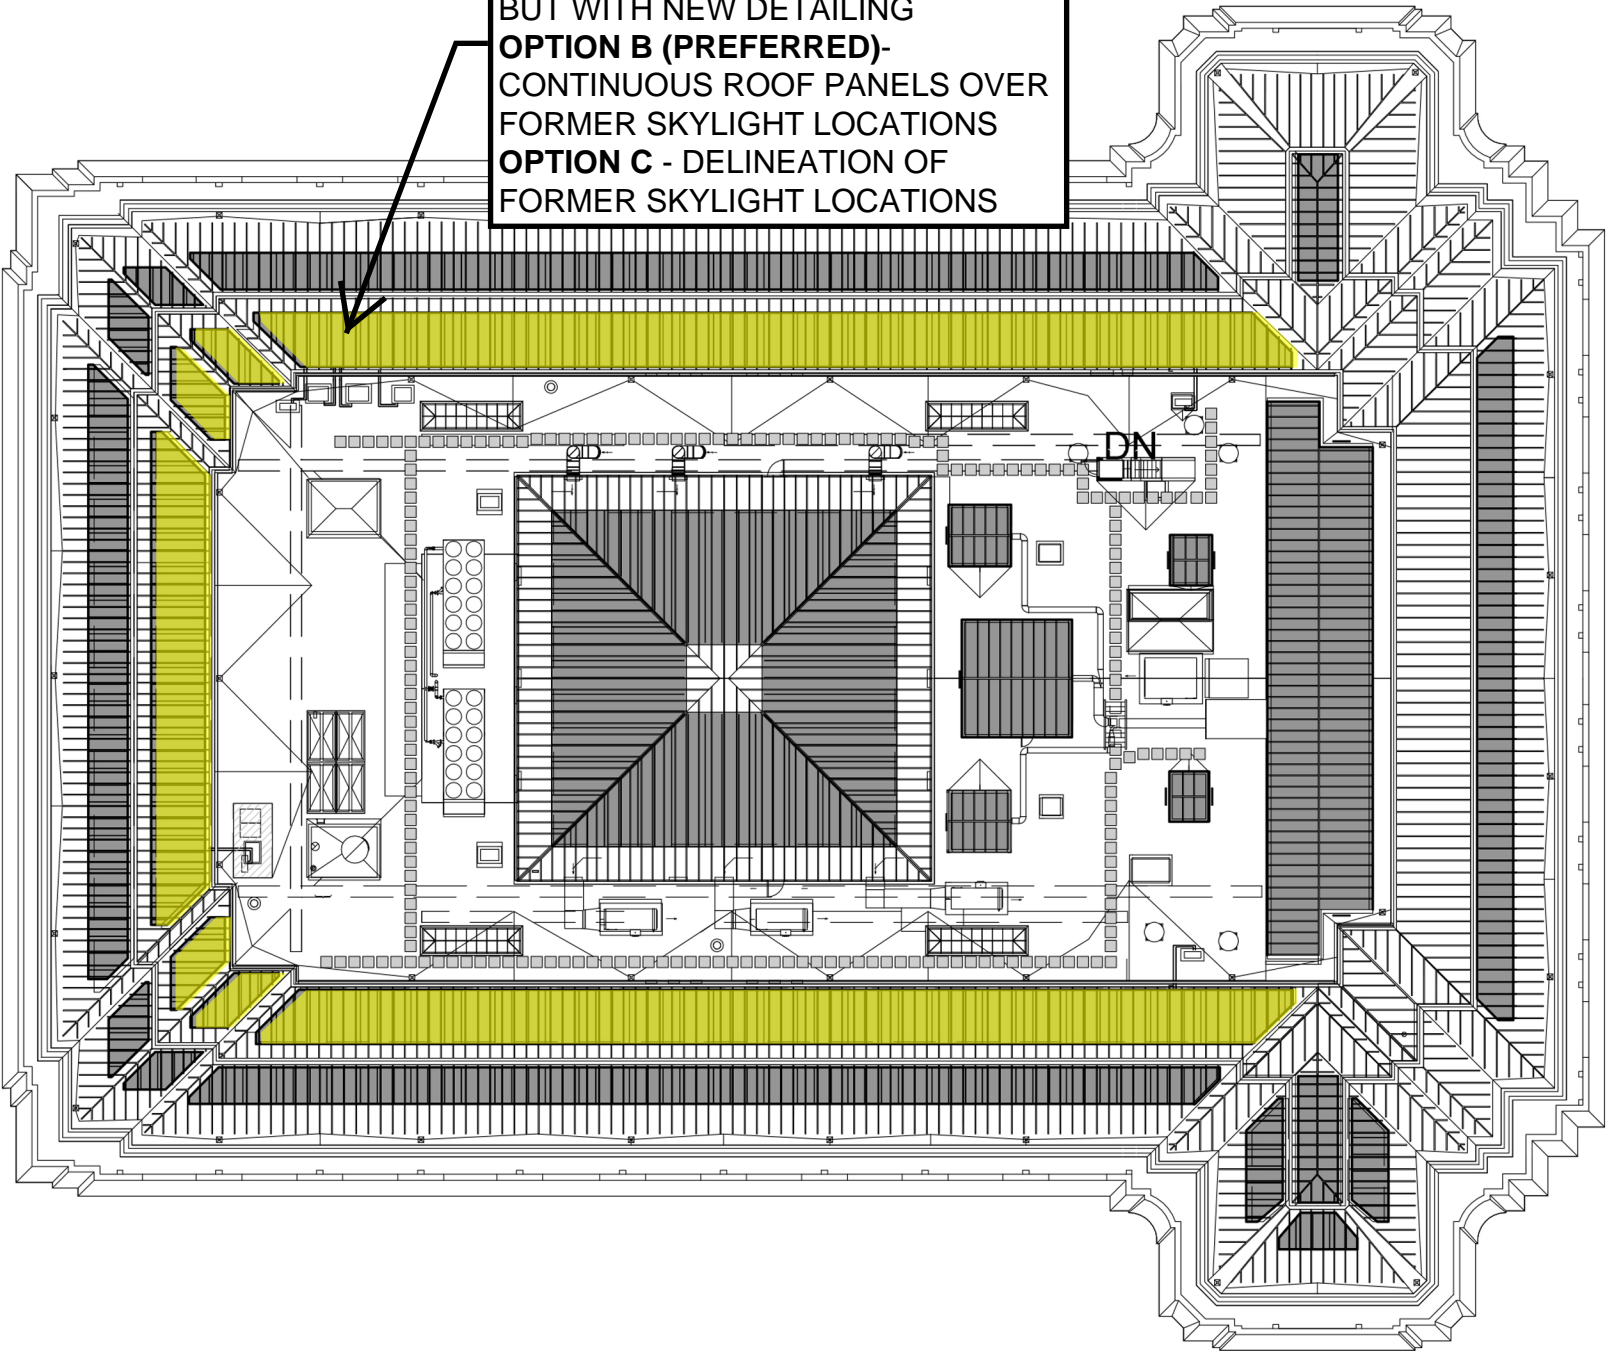 BUT WITH NEW DETAILING
OPTION B (PREFERRED)-
CONTINUOUS ROOF PANELS OVER
FORMER SKYLIGHT LOCATIONS
OPTION C - DELINEATION OF
FORMER SKYLIGHT LOCATIONS
DN